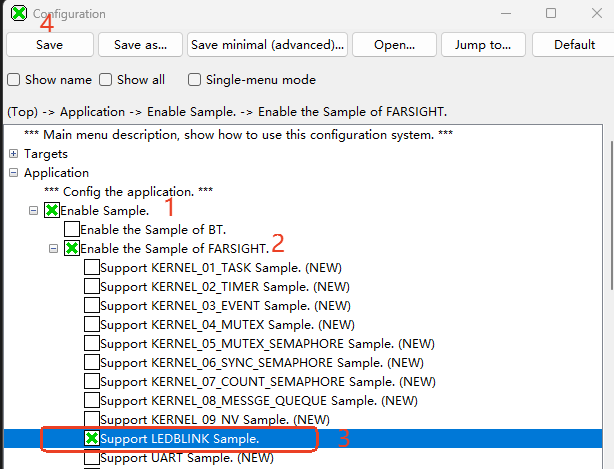 Configuration
4
Save Save as... Save minimal (advanced)... Open... Jump to... Default
Show name Show all Single-menu mode
(Top) -> Application -> Enable Sample. -> Enable the Sample of FARSIGHT.
*** Main menu description, show how to use this configuration system. ***
Targets
Application
*** Config the application. ***
Enable Sample. 1
Enable the Sample of BT.
Enable the Sample of FARSIGHT. 2
Support KERNEL_01_TASK Sample. (NEW)
Support KERNEL_02_TIMER Sample. (NEW)
Support KERNEL_03_EVENT Sample. (NEW)
Support KERNEL_04_MUTEX Sample. (NEW)
Support KERNEL_05_MUTEX_SEMAPHORE Sample. (NEW)
Support KERNEL_06_SYNC_SEMAPHORE Sample. (NEW)
Support KERNEL_07_COUNT_SEMAPHORE Sample. (NEW)
Support KERNEL_08_MESSGE_QUEQUE Sample. (NEW)
Support KERNEL_09_NV Sample. (NEW)
Support LEDBLINK Sample. 3
Support UART Sample. (NEW)